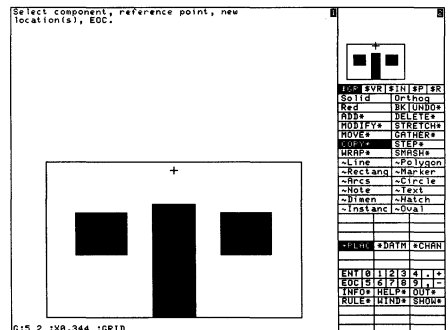 Select component, reference point, new
location(s), EOC.
1
2
$GR $VR $IN $P $R
Solid Orthog
Red BK UNDO*
ADD* DELETE*
MODIFY* STRETCH*
MOVE* GATHER*
COPY* STEP*
WRAP* SMASH*
~Line ~Polygon
~Rectang ~Marker
~Arcs ~Circle
~Note ~Text
~Dimen ~Hatch
~Instanc ~Oval
*PLAC *DATM *CHAN
ENT 0 1 2 3 4 . +
EOC 5 6 7 8 9 , -
INFO* HELP* OUT*
RULE* WIND* SHOW*
G:5.2 :X0.344 :GRID